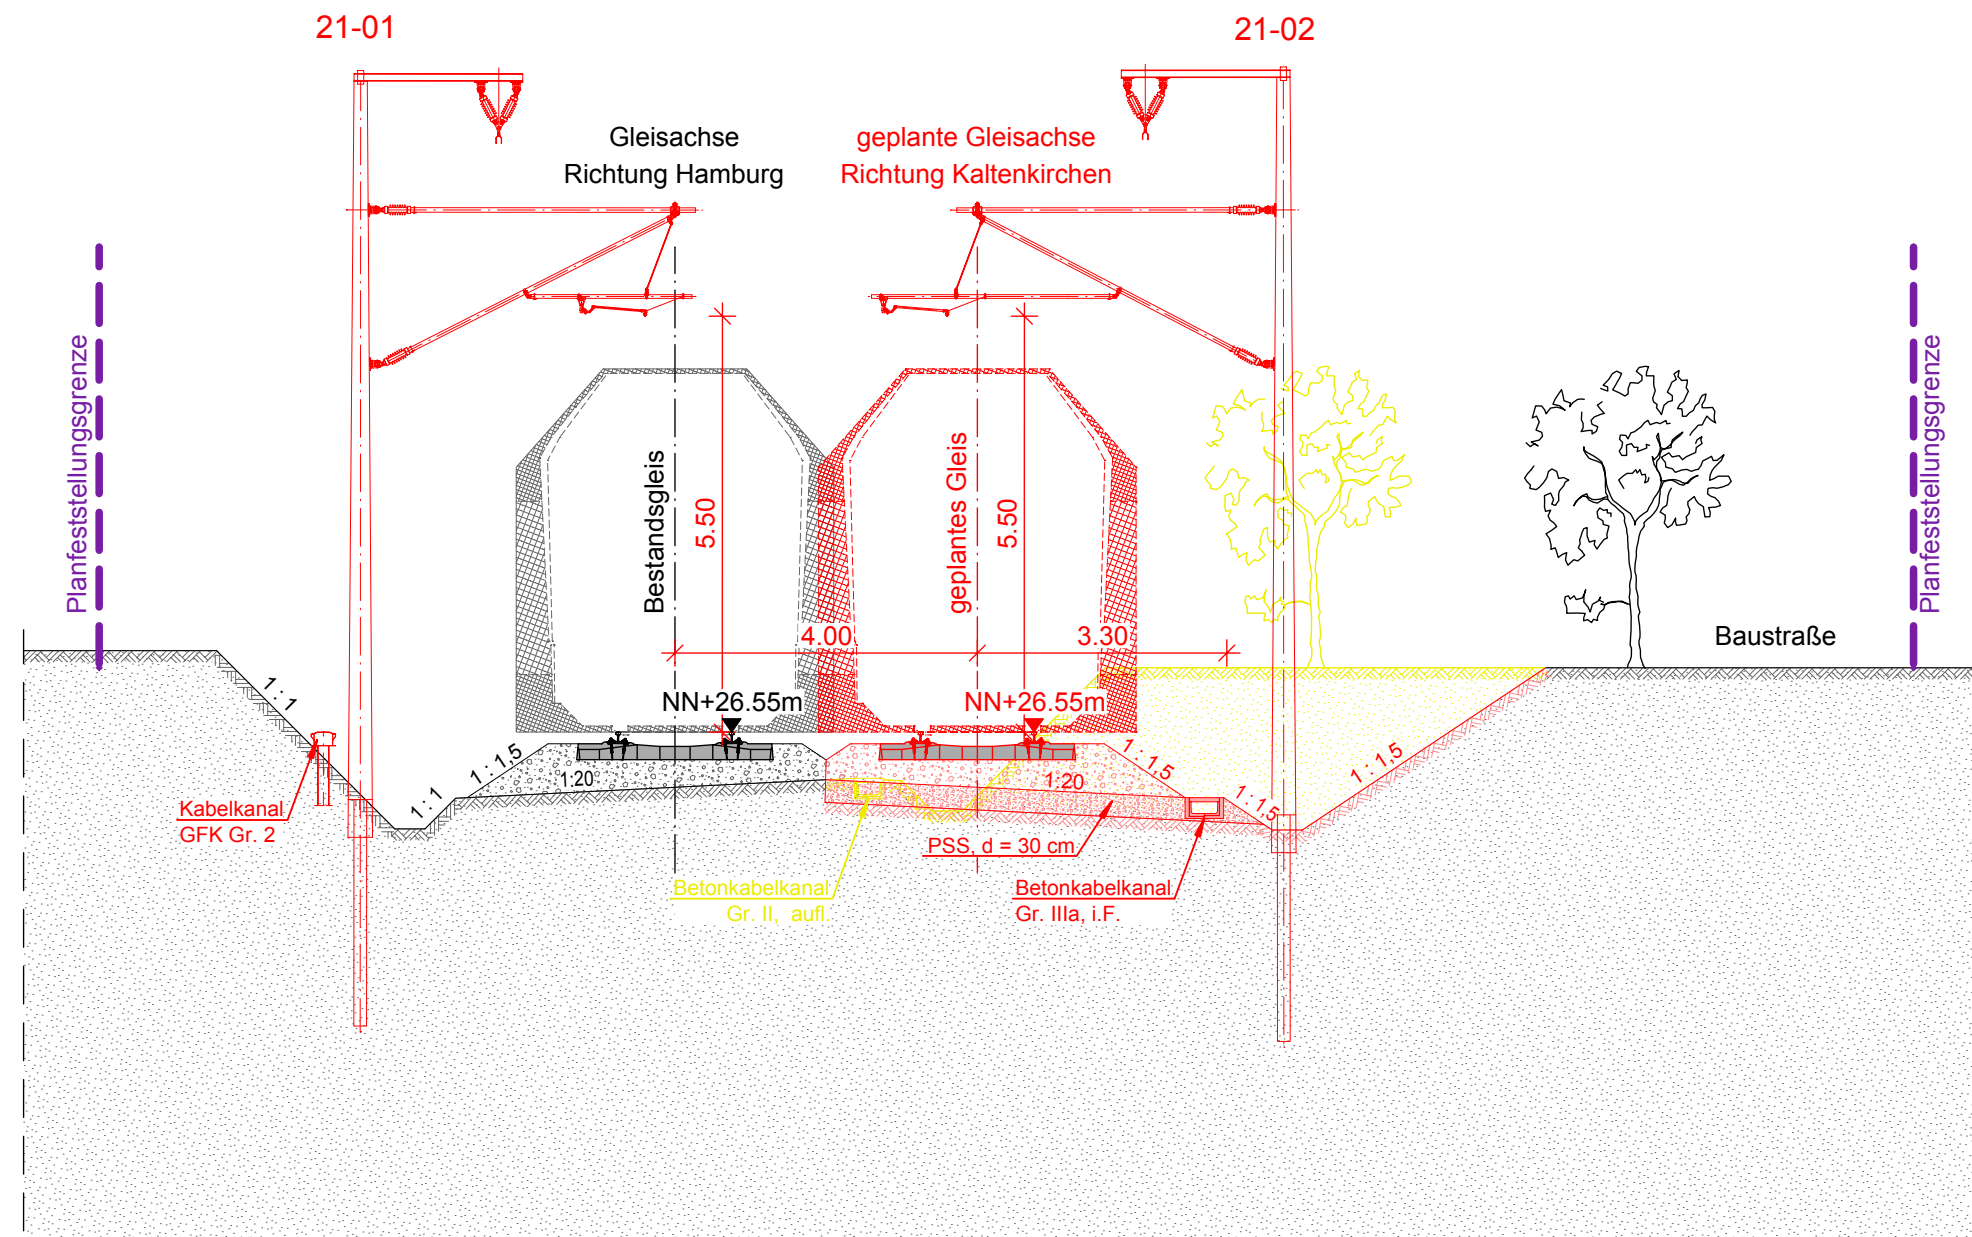 21-01
21-02
Gleisachse
Richtung Hamburg
geplante Gleisachse
Richtung Kaltenkirchen
Planfeststellungsgrenze
Planfeststellungsgrenze
Bestandsgleis
5.50
geplantes Gleis
5.50
4.00
3.30
Baustraße
NN+26.55m
NN+26.55m
1 : 1
1 : 1
1 : 1,5
1:20
1:20
1 : 1,5
1 : 1,5
1 : 1,5
Kabelkanal
GFK Gr. 2
PSS, d = 30 cm
Betonkabelkanal
Gr. II, aufl.
Betonkabelkanal
Gr. IIIa, i.F.